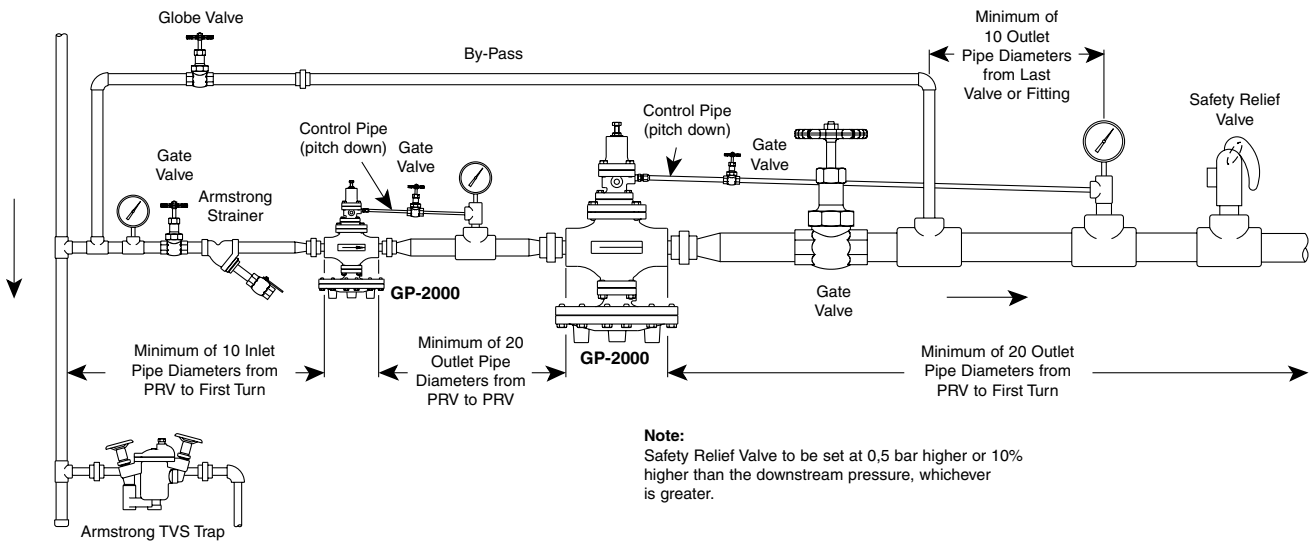 Globe Valve
By-Pass
Minimum of
10 Outlet
Pipe Diameters
from Last
Valve or Fitting
Safety Relief
Valve
Control Pipe
(pitch down)
Gate
Valve
Control Pipe
(pitch down)
Gate
Valve
Gate
Valve
Armstrong
Strainer
GP-2000
GP-2000
Gate
Valve
Minimum of 10 Inlet
Pipe Diameters from
PRV to First Turn
Minimum of 20
Outlet Pipe
Diameters from
PRV to PRV
Minimum of 20 Outlet
Pipe Diameters from
PRV to First Turn
Note:
Safety Relief Valve to be set at 0,5 bar higher or 10%
higher than the downstream pressure, whichever
is greater.
Armstrong TVS Trap